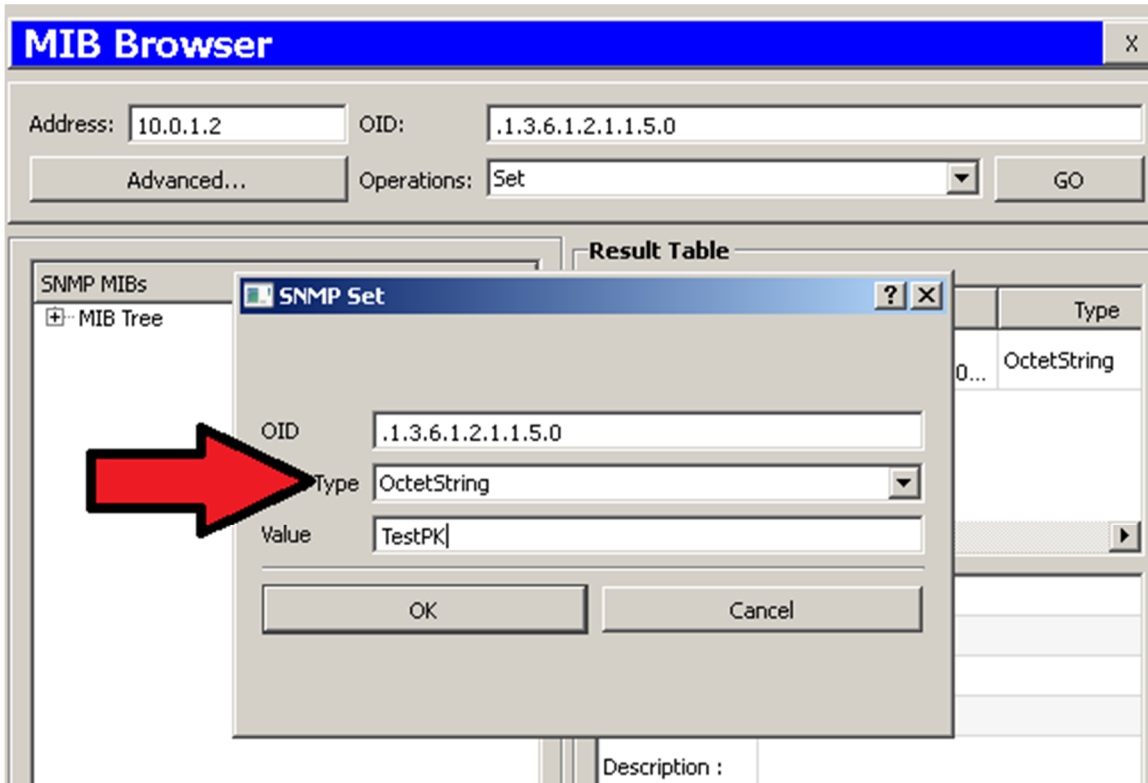 MIB Browser X
Address: 10.0.1.2 OID: .1.3.6.1.2.1.1.5.0
Advanced... Operations: Set GO
Result Table
SNMP MIBs
MIB Tree
Type
0... OctetString
SNMP Set ? X
OID .1.3.6.1.2.1.1.5.0
Type OctetString
Value TestPK
OK Cancel
Description :